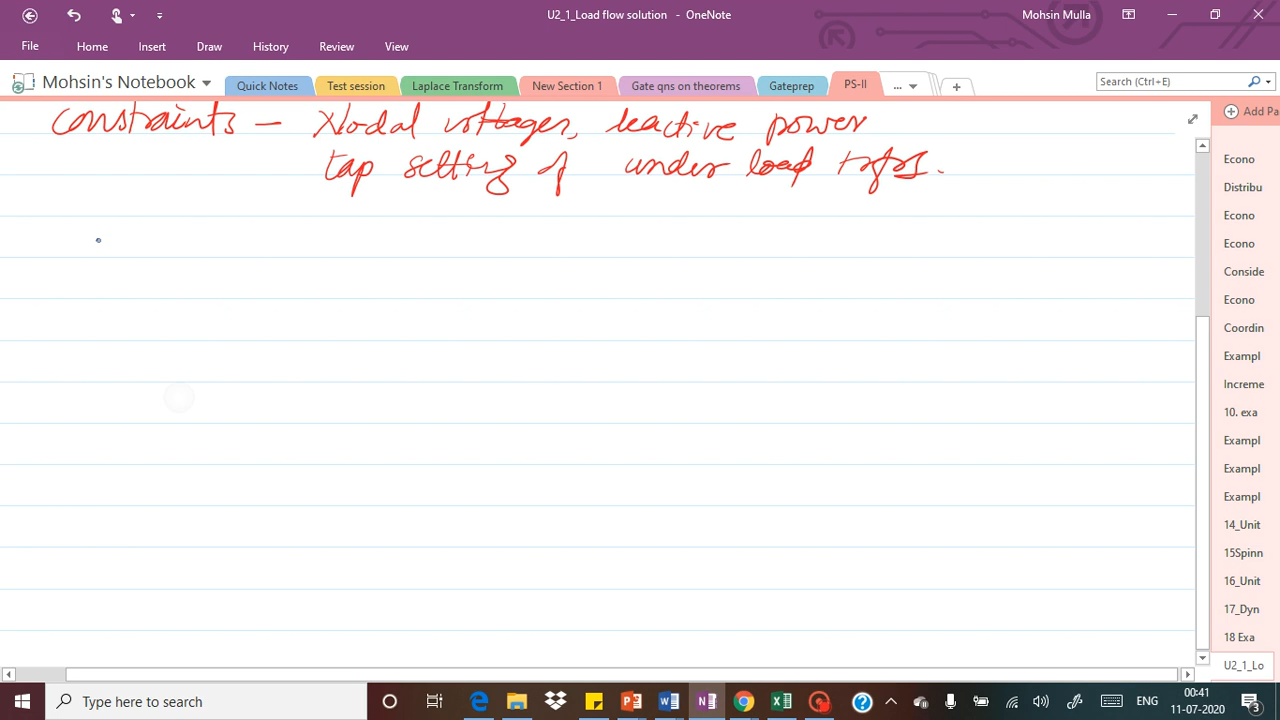 U2_1_Load flow solution - OneNote
Mohsin Mulla
File Home Insert Draw History Review View
Mohsin's Notebook
Quick Notes
Test session
Laplace Transform
New Section 1
Gate qns on theorems
Gateprep
PS-II
...
Search (Ctrl+E)
constraints - Nodal voltages, reactive power
tap setting of under load trfrs.
Add Pa
Econo
Distribu
Econo
Econo
Conside
Econo
Coordin
Exampl
Increme
10. exa
Exampl
Exampl
Exampl
14_Unit
15Spinn
16_Unit
17_Dyn
18 Exa
U2_1_Lo
Type here to search
ENG
00:41
11-07-2020
3